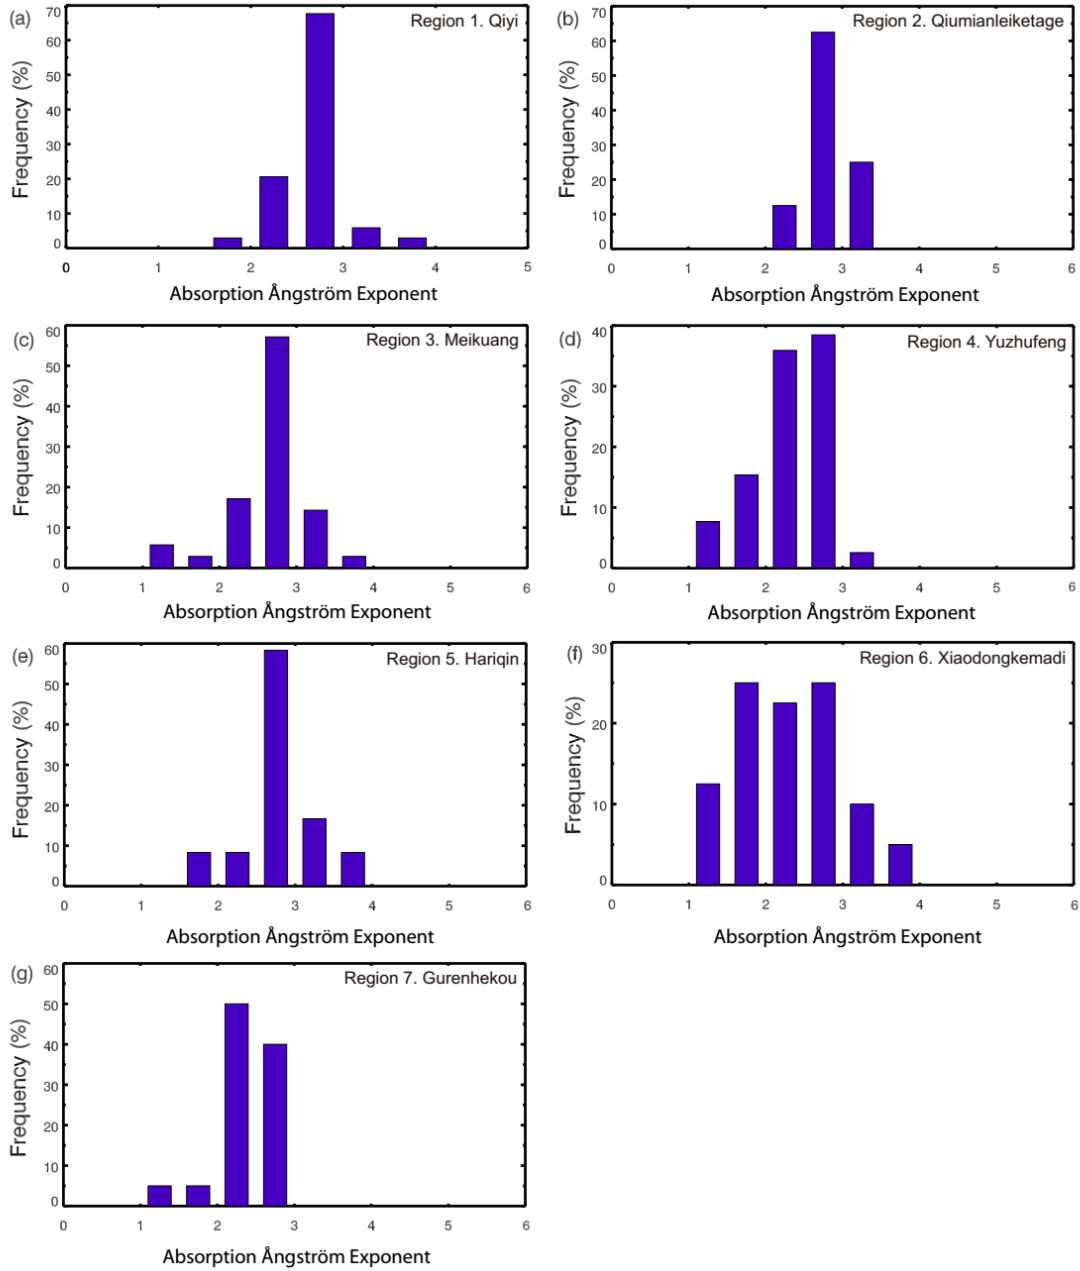 (a)
Region 1. Qiyi
Frequency (%)
70
60
50
40
30
20
10
0
0 1 2 3 4 5
Absorption Ångström Exponent
(b)
Region 2. Qiumianleiketage
Frequency (%)
70
60
50
40
30
20
10
0
0 1 2 3 4 5 6
Absorption Ångström Exponent
(c)
Region 3. Meikuang
Frequency (%)
60
50
40
30
20
10
0
0 1 2 3 4 5 6
Absorption Ångström Exponent
(d)
Region 4. Yuzhufeng
Frequency (%)
40
30
20
10
0
0 1 2 3 4 5 6
Absorption Ångström Exponent
(e)
Region 5. Hariqin
Frequency (%)
60
50
40
30
20
10
0
0 1 2 3 4 5 6
Absorption Ångström Exponent
(f)
Region 6. Xiaodongkemadi
Frequency (%)
30
20
10
0
0 1 2 3 4 5 6
Absorption Ångström Exponent
(g)
Region 7. Gurenhekou
Frequency (%)
60
50
40
30
20
10
0
0 1 2 3 4 5 6
Absorption Ångström Exponent